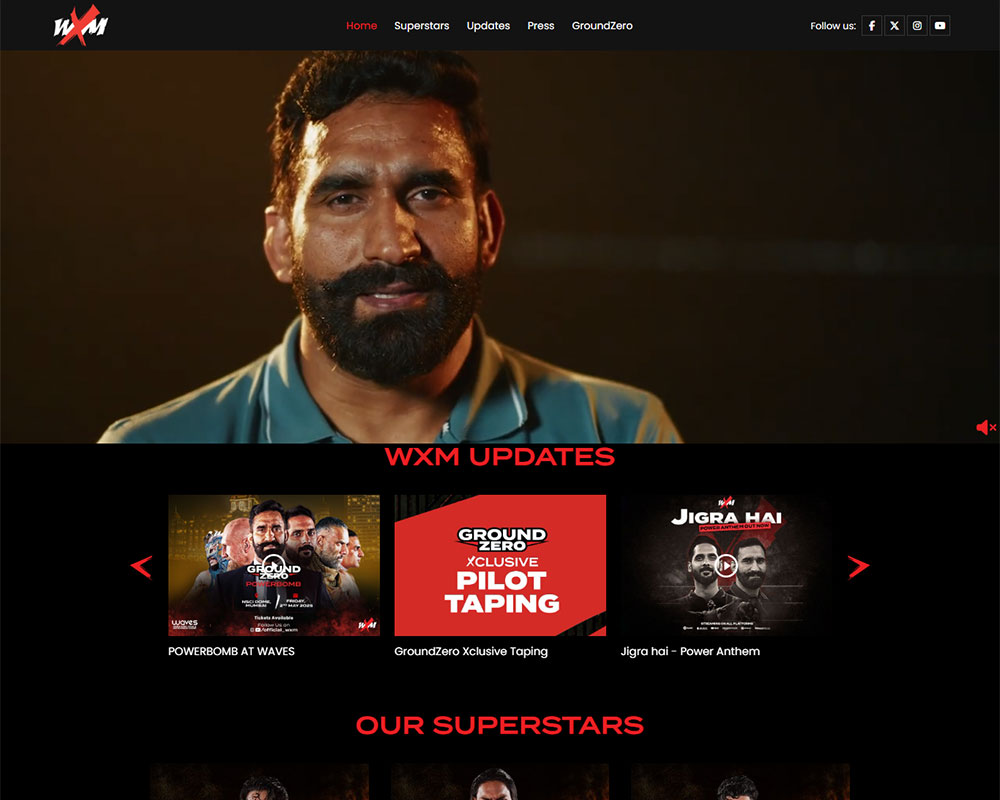 WXM
Home
Superstars
Updates
Press
GroundZero
Follow us:
WXM UPDATES
GROUND
ZERO
POWERBOMB
NSCI DOME,
MUMBAI
FRIDAY,
2ND MAY 2025
Tickets Available
Follow Us on
/official_wxm
waves
WXM
GROUND
ZERO
XCLUSIVE
PILOT
TAPING
WXM
JIGRA HAI
POWER ANTHEM OUT NOW
STREAMING ON ALL PLATFORMS
POWERBOMB AT WAVES
GroundZero Xclusive Taping
Jigra hai - Power Anthem
OUR SUPERSTARS